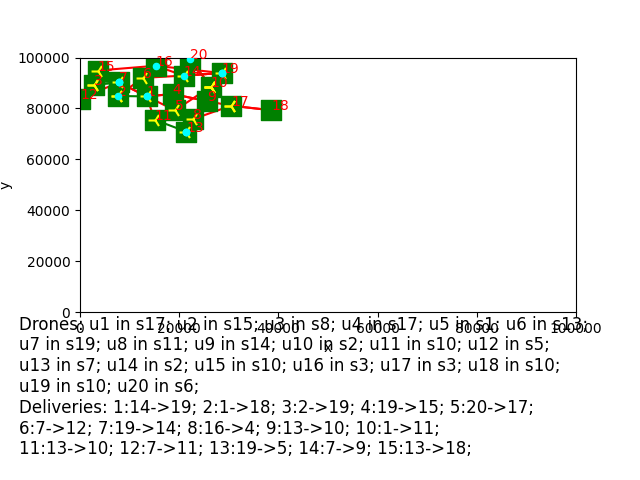 100000
80000
60000
40000
20000
0
y
20
16
19
15
17
18
0 20000 40000 60000 80000 100000
x
Drones: u1 in s17; u2 in s15; u3 in s8; u4 in s17; u5 in s1; u6 in s13;
u7 in s19; u8 in s11; u9 in s14; u10 in s2; u11 in s10; u12 in s5;
u13 in s7; u14 in s2; u15 in s10; u16 in s3; u17 in s3; u18 in s10;
u19 in s10; u20 in s6;
Deliveries: 1:14->19; 2:1->18; 3:2->19; 4:19->15; 5:20->17;
6:7->12; 7:19->14; 8:16->4; 9:13->10; 10:1->11;
11:13->10; 12:7->11; 13:19->5; 14:7->9; 15:13->18;